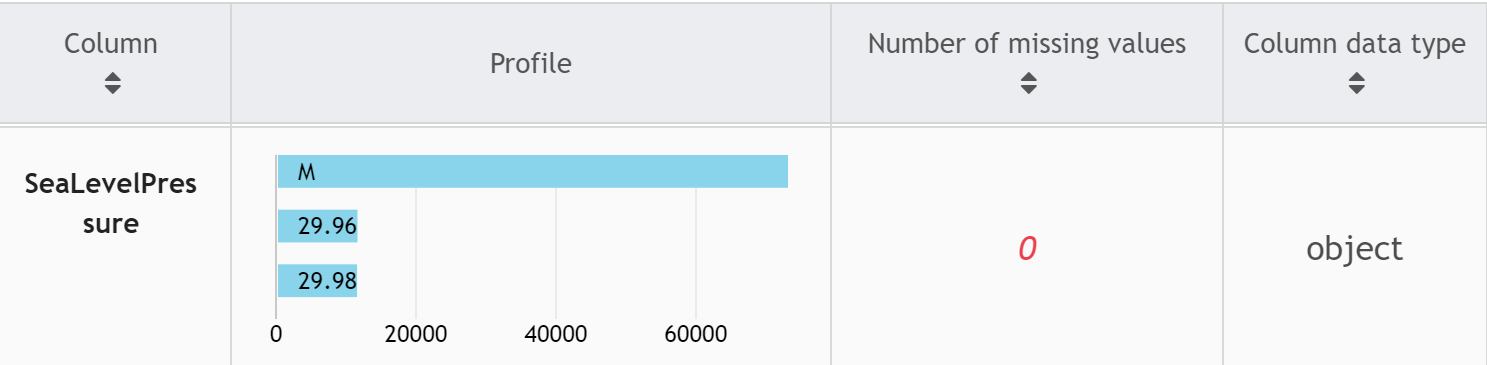 Column
Profile
Number of missing values
Column data type
SeaLevelPres
sure
M
29.96
29.98
0
20000
40000
60000
0
object